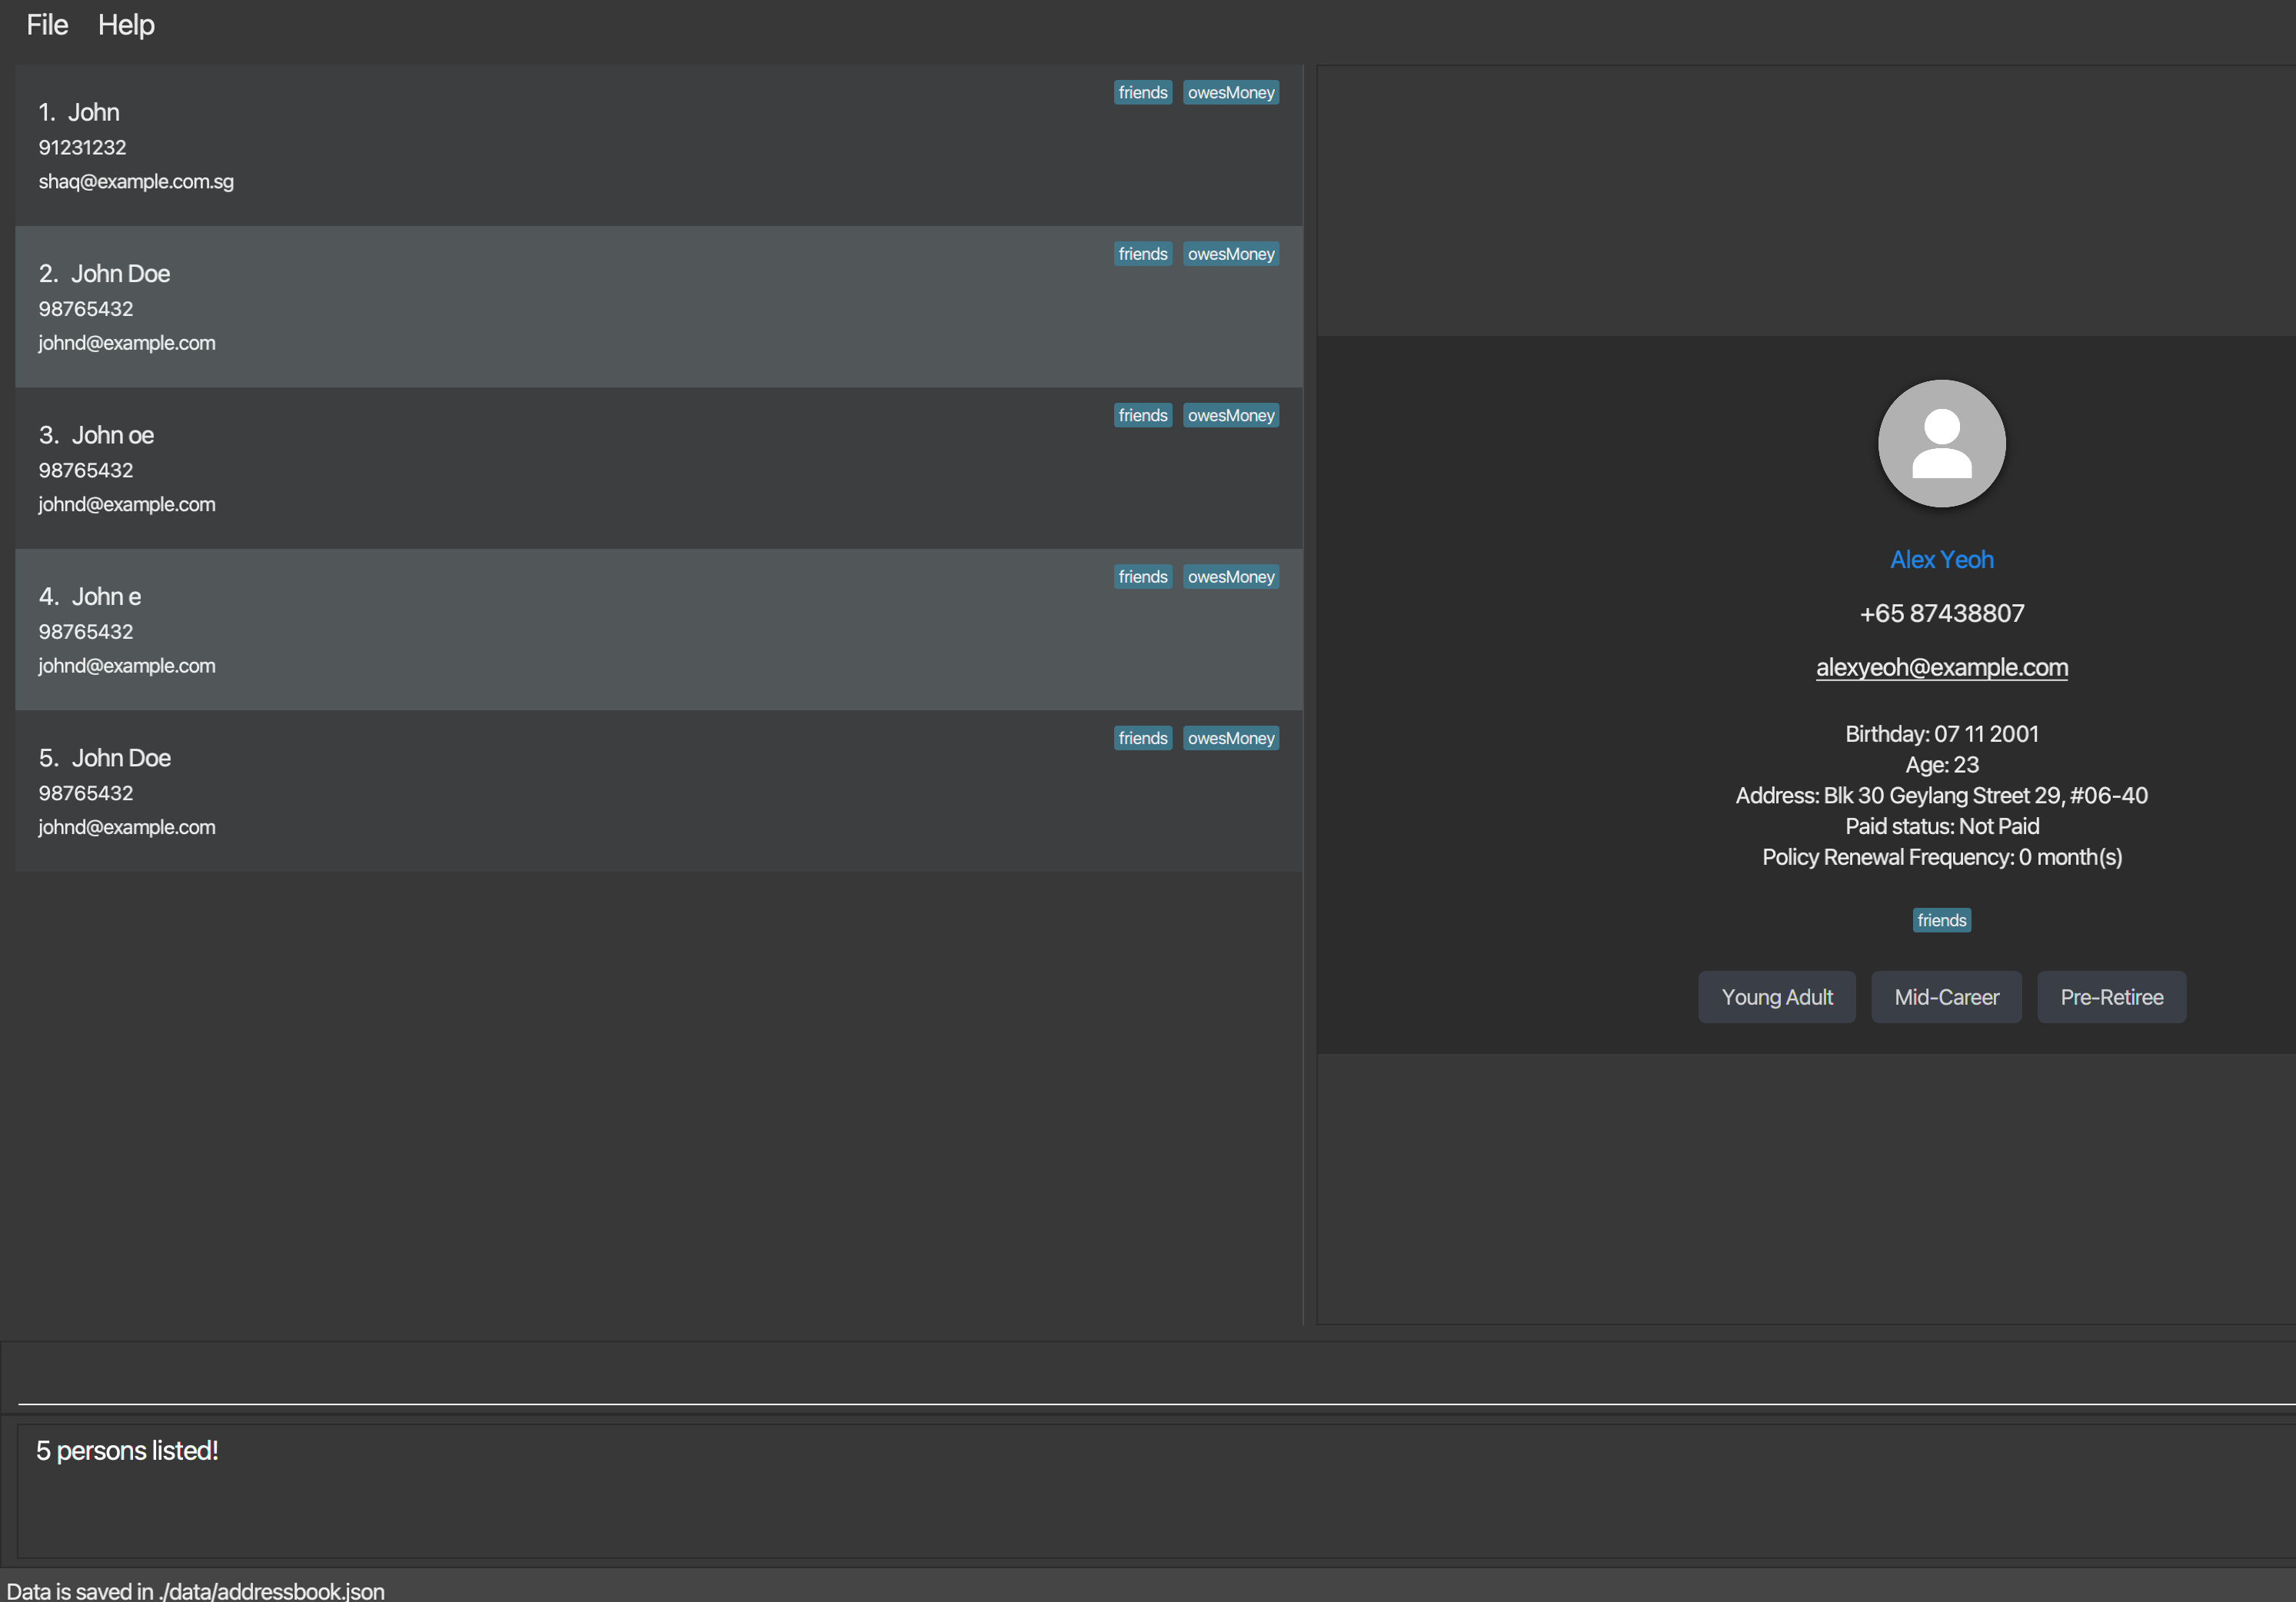 File Help
1. John
friends owesMoney
91231232
shaq@example.com.sg
2. John Doe
friends owesMoney
98765432
johnd@example.com
3. John oe
friends owesMoney
98765432
johnd@example.com
4. John e
friends owesMoney
98765432
johnd@example.com
5. John Doe
friends owesMoney
98765432
johnd@example.com
Alex Yeoh
+65 87438807
alexyeoh@example.com
Birthday: 07 11 2001
Age: 23
Address: Blk 30 Geylang Street 29, #06-40
Paid status: Not Paid
Policy Renewal Frequency: 0 month(s)
friends
Young Adult Mid-Career Pre-Retiree
5 persons listed!
Data is saved in ./data/addressbook.json